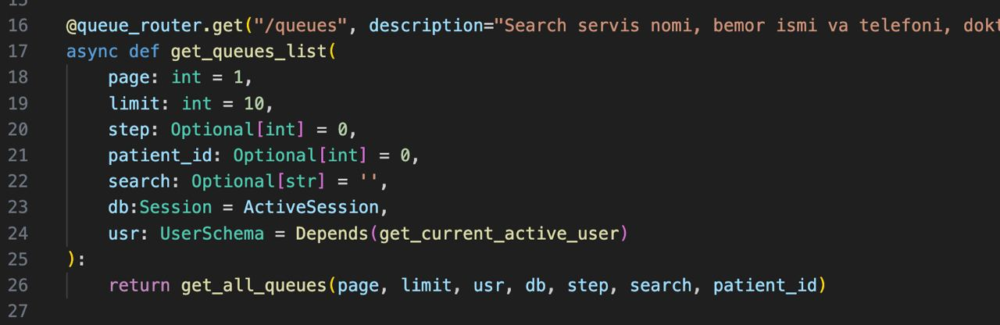 16 @queue_router.get("/queues", description="Search servis nomi, bemor ismi va telefoni,
17 async def get_queues_list(
18     page: int = 1,
19     limit: int = 10,
20     step: Optional[int] = 0,
21     patient_id: Optional[int] = 0,
22     search: Optional[str] = '',
23     db:Session = ActiveSession,
24     usr: UserSchema = Depends(get_current_active_user)
25 ):
26     return get_all_queues(page, limit, usr, db, step, search, patient_id)
27